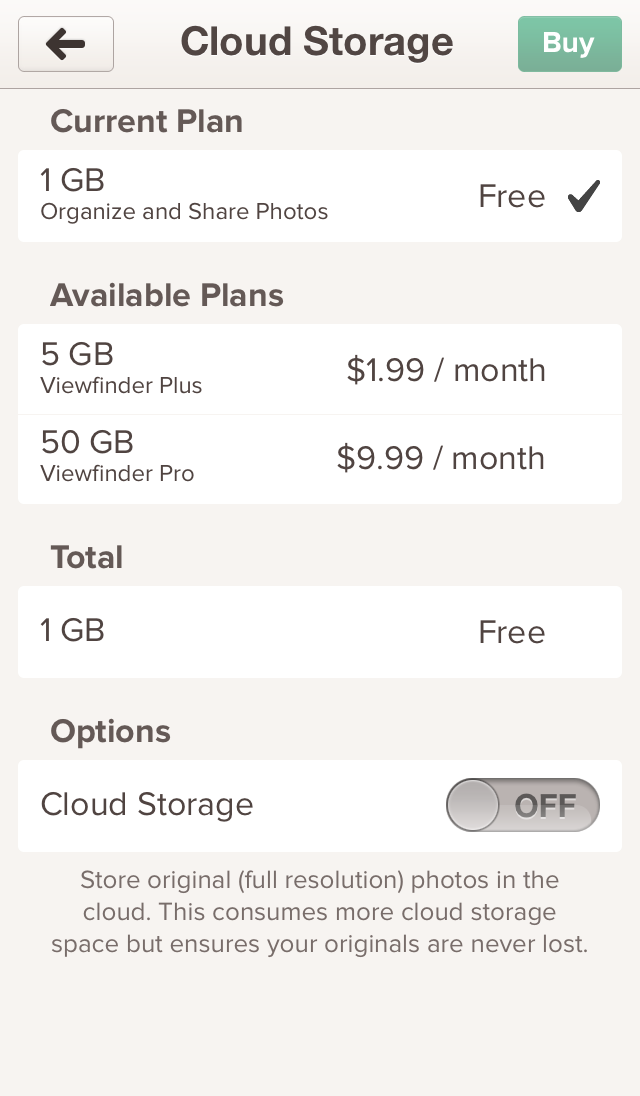 Cloud Storage
Buy
Current Plan
1 GB
Organize and Share Photos
Free
Available Plans
5 GB
Viewfinder Plus
$1.99 / month
50 GB
Viewfinder Pro
$9.99 / month
Total
1 GB
Free
Options
Cloud Storage
OFF
Store original (full resolution) photos in the
cloud. This consumes more cloud storage
space but ensures your originals are never lost.